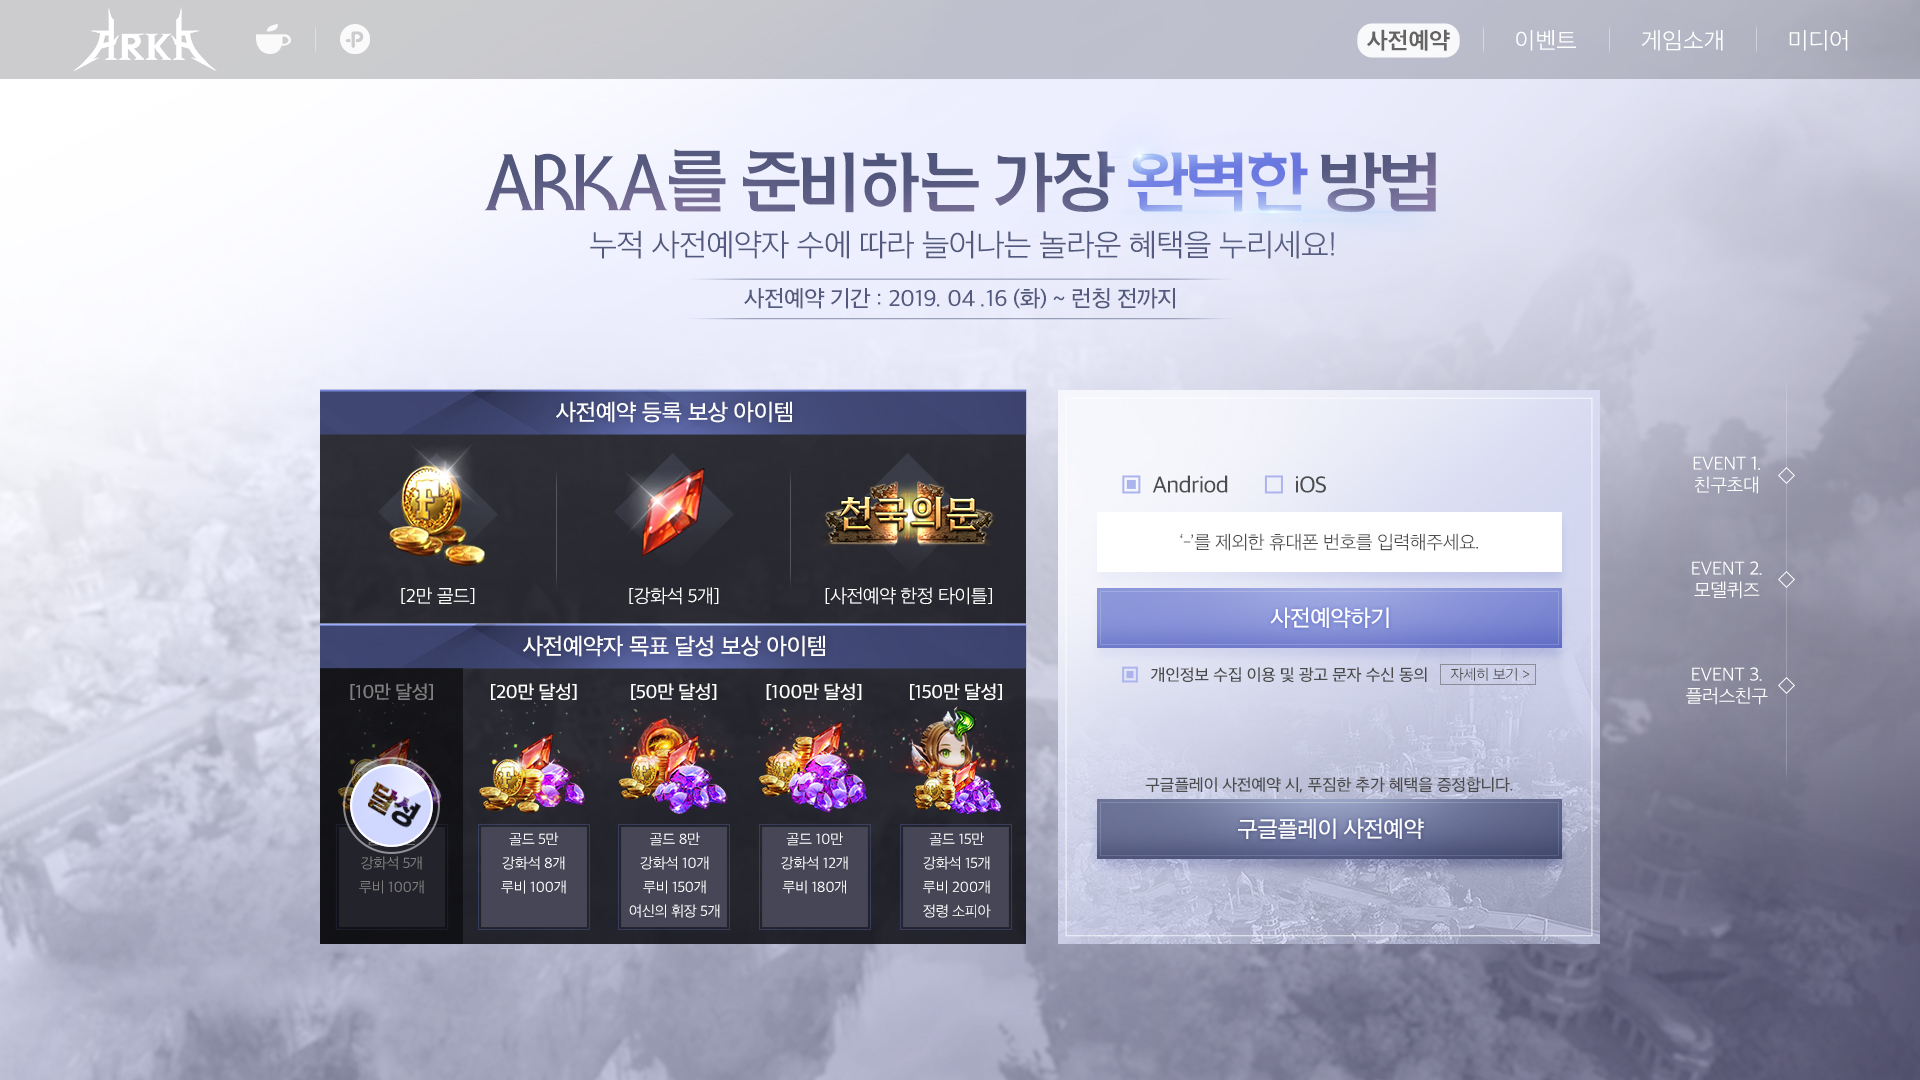 ARKA
P
사전예약
이벤트
게임소개
미디어
ARKA를 준비하는 가장 완벽한 방법
누적 사전예약자 수에 따라 늘어나는 놀라운 혜택을 누리세요!
사전예약 기간 : 2019. 04 .16 (화) ~ 런칭 전까지
사전예약 등록 보상 아이템
F
천국의문
[2만 골드]
[강화석 5개]
[사전예약 한정 타이틀]
사전예약자 목표 달성 보상 아이템
[10만 달성]
달성
강화석 5개
루비 100개
[20만 달성]
골드 5만
강화석 8개
루비 100개
[50만 달성]
골드 8만
강화석 10개
루비 150개
여신의 휘장 5개
[100만 달성]
골드 10만
강화석 12개
루비 180개
[150만 달성]
골드 15만
강화석 15개
루비 200개
정령 소피아
Andriod
iOS
‘-’를 제외한 휴대폰 번호를 입력해주세요.
사전예약하기
개인정보 수집 이용 및 광고 문자 수신 동의
자세히 보기 >
구글플레이 사전예약 시, 푸짐한 추가 혜택을 증정합니다.
구글플레이 사전예약
EVENT 1.
친구초대
EVENT 2.
모델퀴즈
EVENT 3.
플러스친구